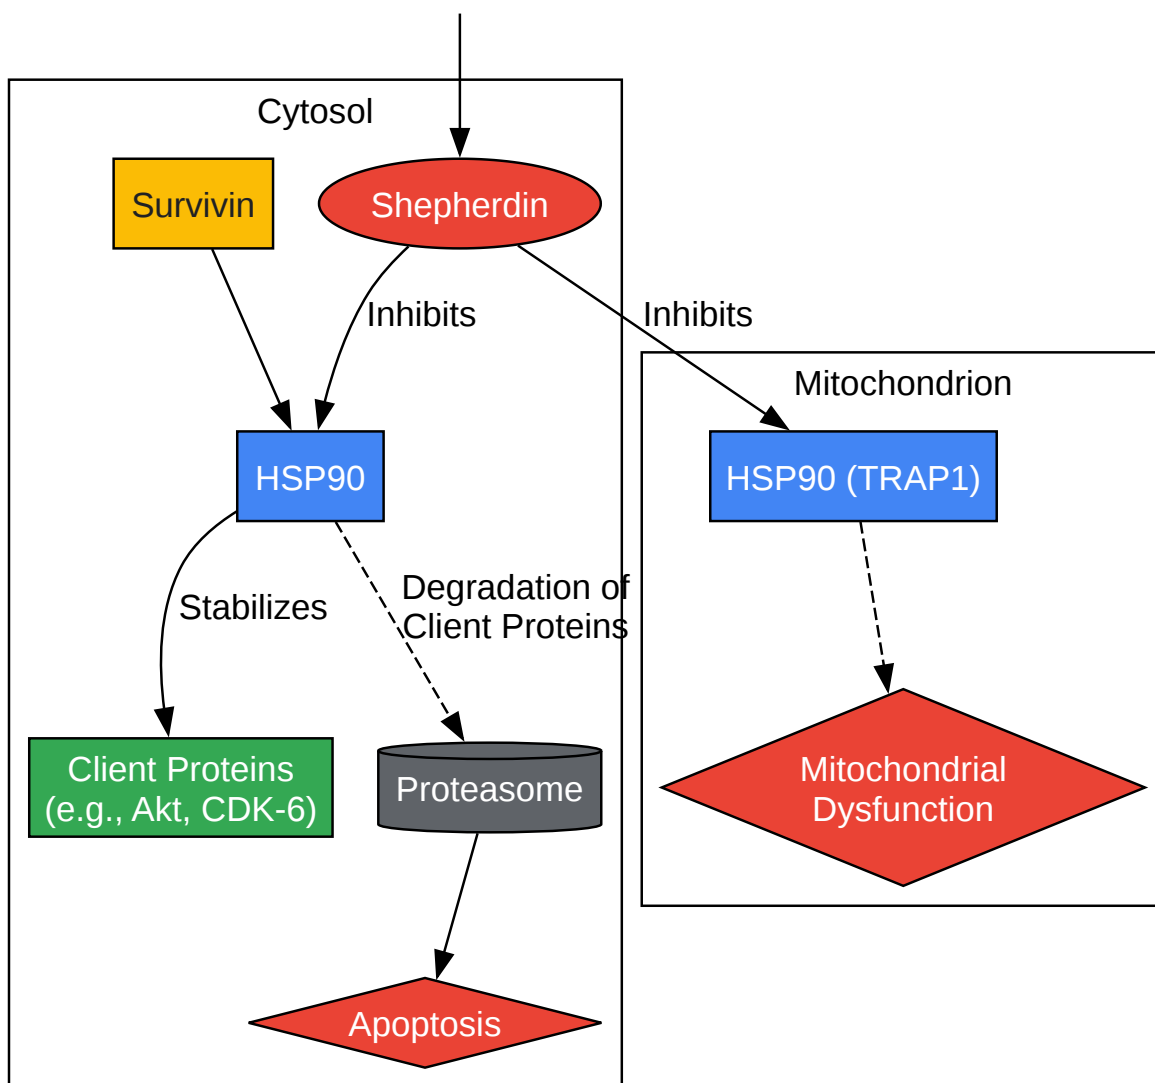 Cytosol
Survivin
Shepherdin
Inhibits
Inhibits
Mitochondrion
HSP90
HSP90 (TRAP1)
Stabilizes
Degradation of
Client Proteins
Client Proteins
(e.g., Akt, CDK-6)
Proteasome
Mitochondrial
Dysfunction
Apoptosis